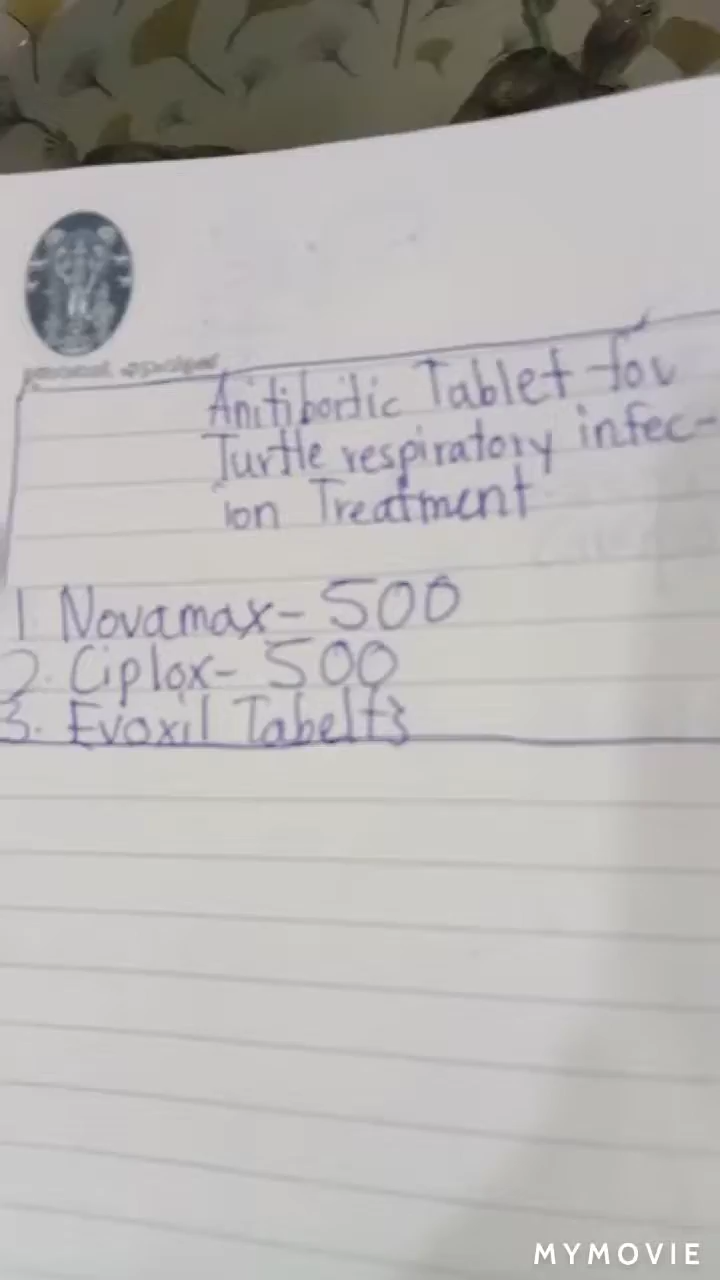 Anitibortic Tablet for
Turtle respiratory infec-
ion Treatment
1 Novamax- 500
2. Ciplox- 500
3. Evoxil Tabelts
MYMOVIE